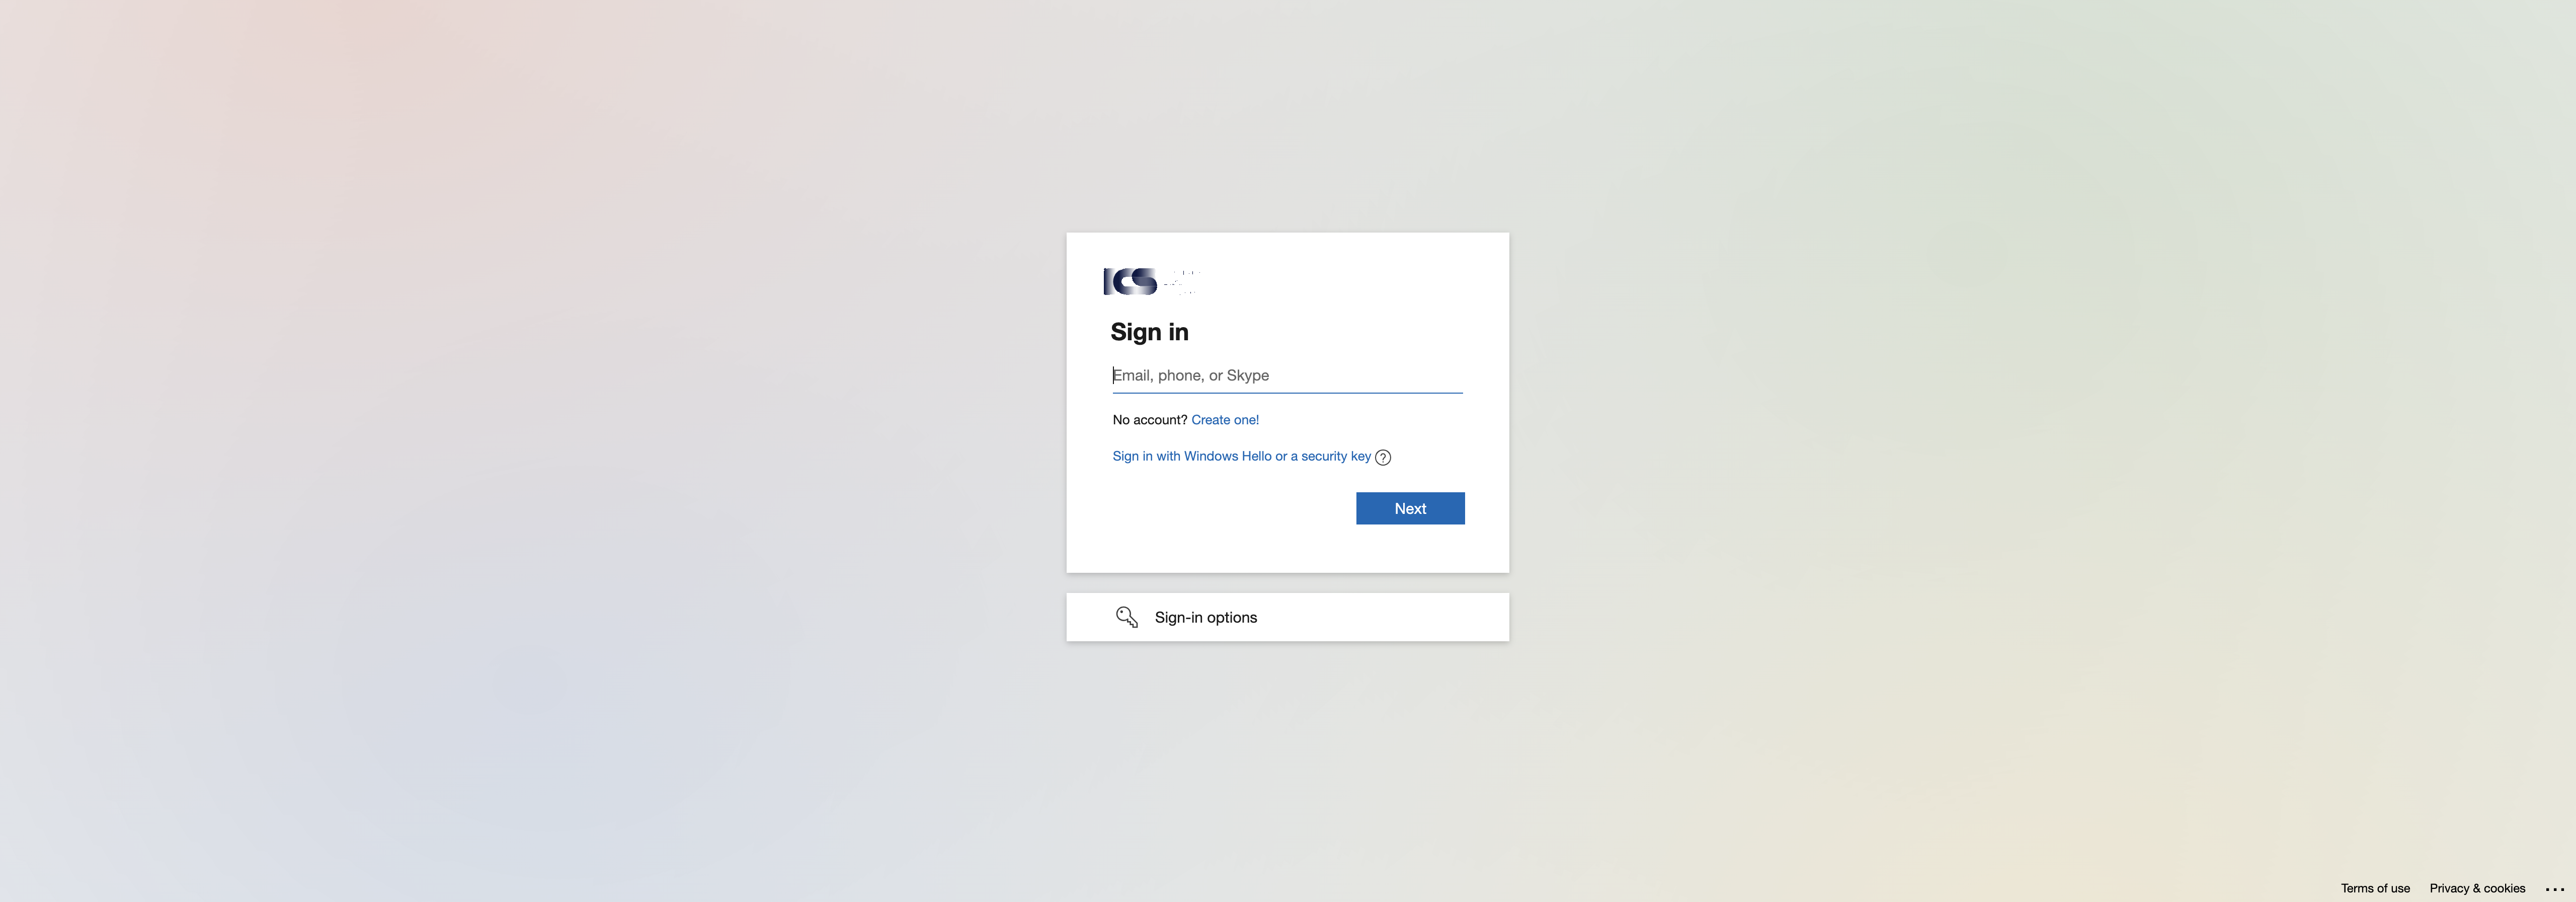 ICS
Sign in
Email, phone, or Skype
No account? Create one!
Sign in with Windows Hello or a security key ?
Next
Sign-in options
Terms of use Privacy & cookies ...